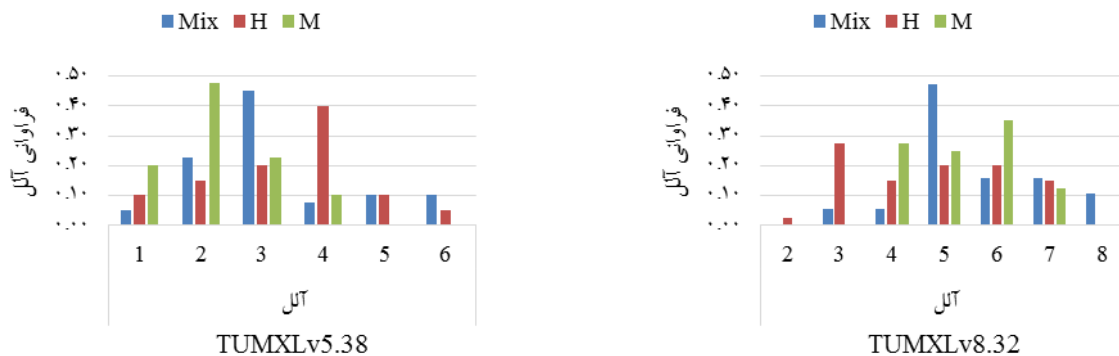 Mix H M
۰.۵۰
۰.۴۰
۰.۳۰
۰.۲۰
۰.۱۰
۰.۰۰
فراوانی آلل
1 2 3 4 5 6
آلل
TUMXLv5.38
Mix H M
۰.۵۰
۰.۴۰
۰.۳۰
۰.۲۰
۰.۱۰
۰.۰۰
فراوانی آلل
2 3 4 5 6 7 8
آلل
TUMXLv8.32